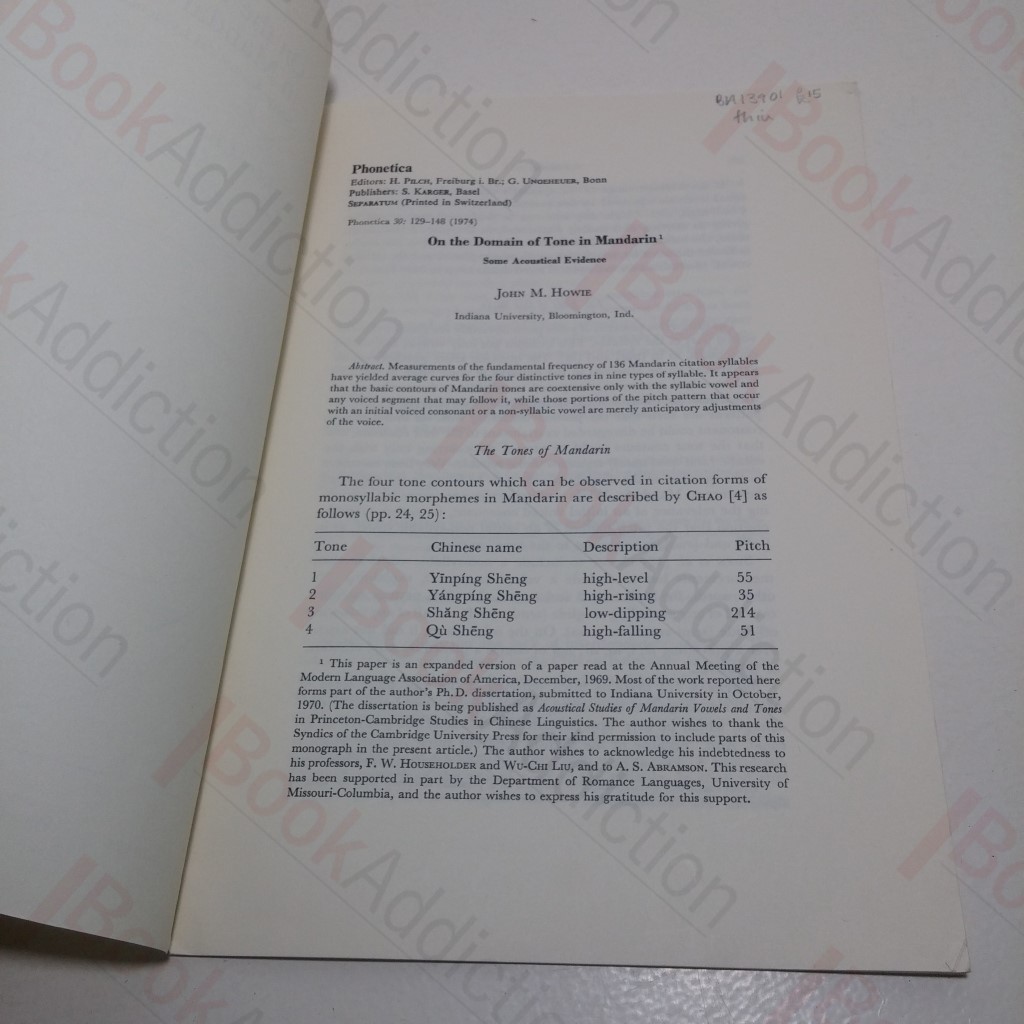 BN13901 R15
thin
Phonetica
Editors: H. Pilch, Freiburg i. Br.; G. Ungeheuer, Bonn
Publishers: S. Karger, Basel
Separatum (Printed in Switzerland)
Phonetica 30: 129–148 (1974)
On the Domain of Tone in Mandarin¹
Some Acoustical Evidence
John M. Howie
Indiana University, Bloomington, Ind.
Abstract. Measurements of the fundamental frequency of 136 Mandarin citation syllables
have yielded average curves for the four distinctive tones in nine types of syllable. It appears
that the basic contours of Mandarin tones are coextensive only with the syllabic vowel and
any voiced segment that may follow it, while those portions of the pitch pattern that occur
with an initial voiced consonant or a non-syllabic vowel are merely anticipatory adjustments
of the voice.
The Tones of Mandarin
The four tone contours which can be observed in citation forms of
monosyllabic morphemes in Mandarin are described by Chao [4] as
follows (pp. 24, 25):
Tone Chinese name Description Pitch
1 Yīnpíng Shēng high-level 55
2 Yángpíng Shēng high-rising 35
3 Shǎng Shēng low-dipping 214
4 Qù Shēng high-falling 51
¹ This paper is an expanded version of a paper read at the Annual Meeting of the
Modern Language Association of America, December, 1969. Most of the work reported here
forms part of the author's Ph.D. dissertation, submitted to Indiana University in October,
1970. (The dissertation is being published as Acoustical Studies of Mandarin Vowels and Tones
in Princeton-Cambridge Studies in Chinese Linguistics. The author wishes to thank the
Syndics of the Cambridge University Press for their kind permission to include parts of this
monograph in the present article.) The author wishes to acknowledge his indebtedness to
his professors, F. W. Householder and Wu-Chi Liu, and to A. S. Abramson. This research
has been supported in part by the Department of Romance Languages, University of
Missouri-Columbia, and the author wishes to express his gratitude for this support.
BookAddiction